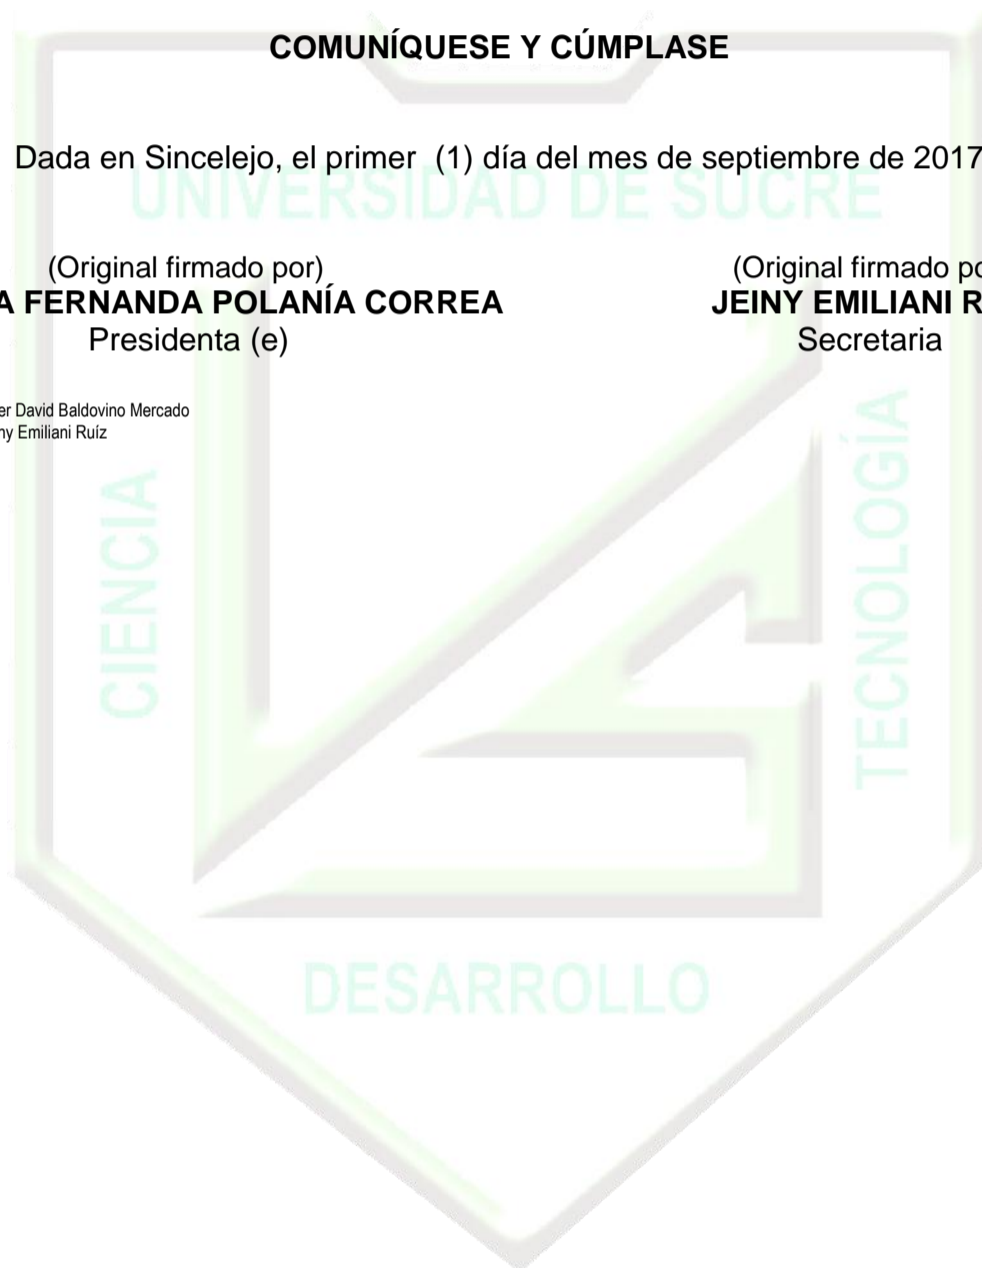 COMUNÍQUESE Y CÚMPLASE
Dada en Sincelejo, el primer (1) día del mes de septiembre de 2017
UNIVERSIDAD DE SUCRE
(Original firmado por) (Original firmado
FERNANDA POLANÍA CORREA JEINY EMILIANI
Presidenta (e) Secretaria
David Baldovino Mercado
Emiliani Ruíz
CIENCIA
TECNOLOGÍA
DESARROLLO